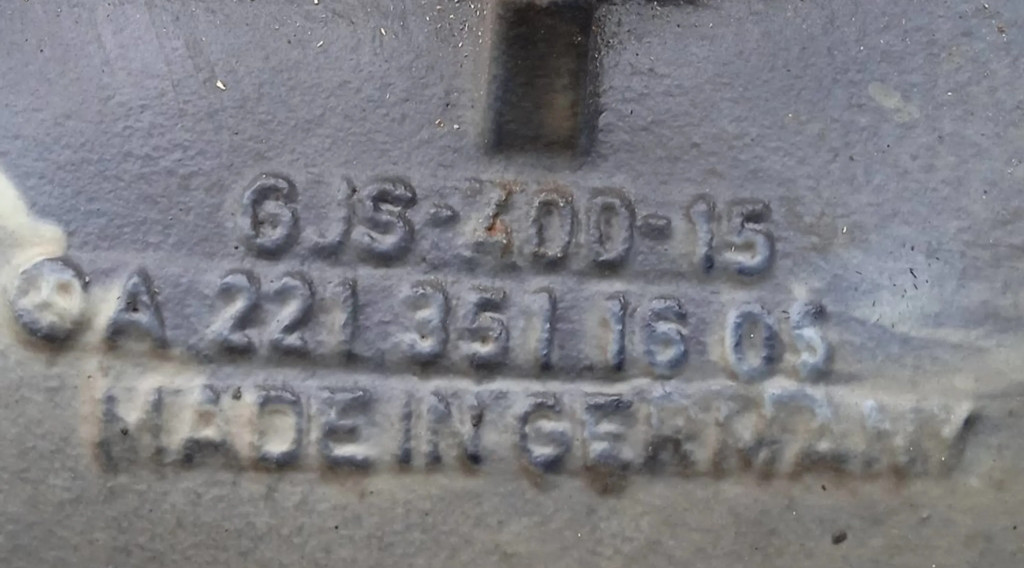 GJS-400-15
A 221 351 16 05
MADE IN GERMANY